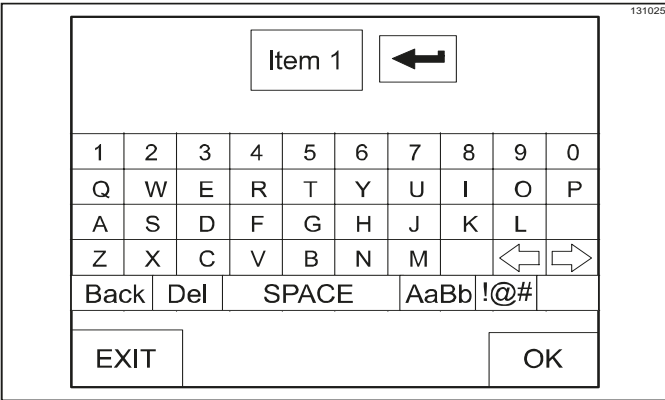 131025
Item 1
1 2 3 4 5 6 7 8 9 0
Q W E R T Y U I O P
A S D F G H J K L
Z X C V B N M
Back Del SPACE AaBb !@#
EXIT OK